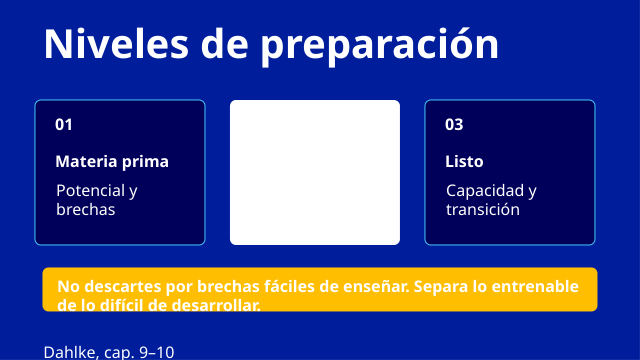 Niveles de preparación
01
Materia prima
Potencial y
brechas
03
Listo
Capacidad y
transición
No descartes por brechas fáciles de enseñar. Separa lo entrenable
de lo difícil de desarrollar.
Dahlke, cap. 9–10